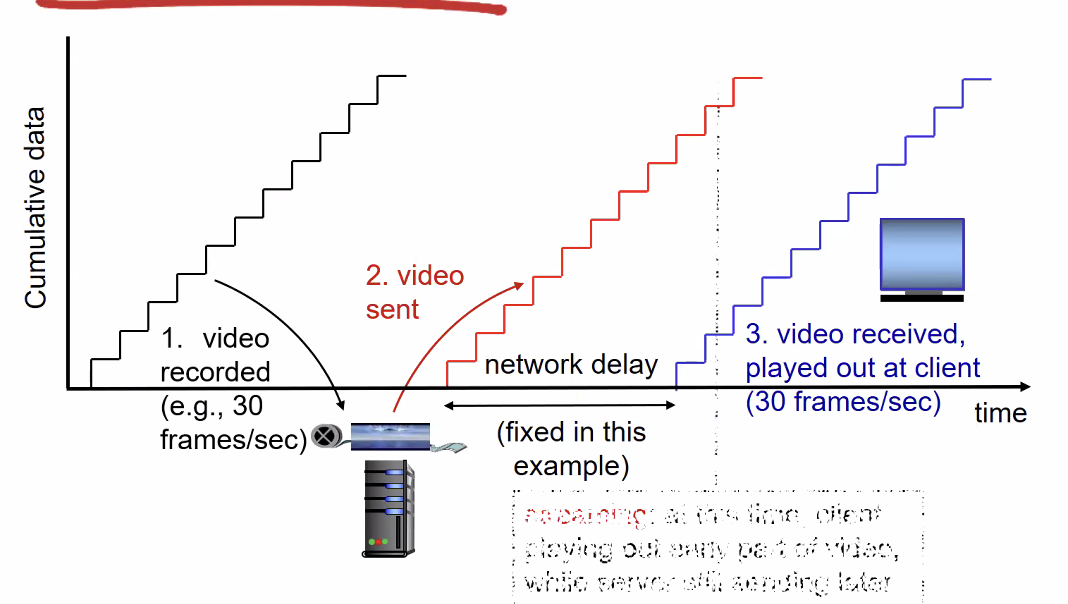 Cumulative data
1. video
recorded
(e.g., 30
frames/sec)
2. video
sent
network delay
(fixed in this
example)
3. video received,
played out at client
(30 frames/sec)
time
streaming: at this time, client
playing out early part of video,
while server still sending later